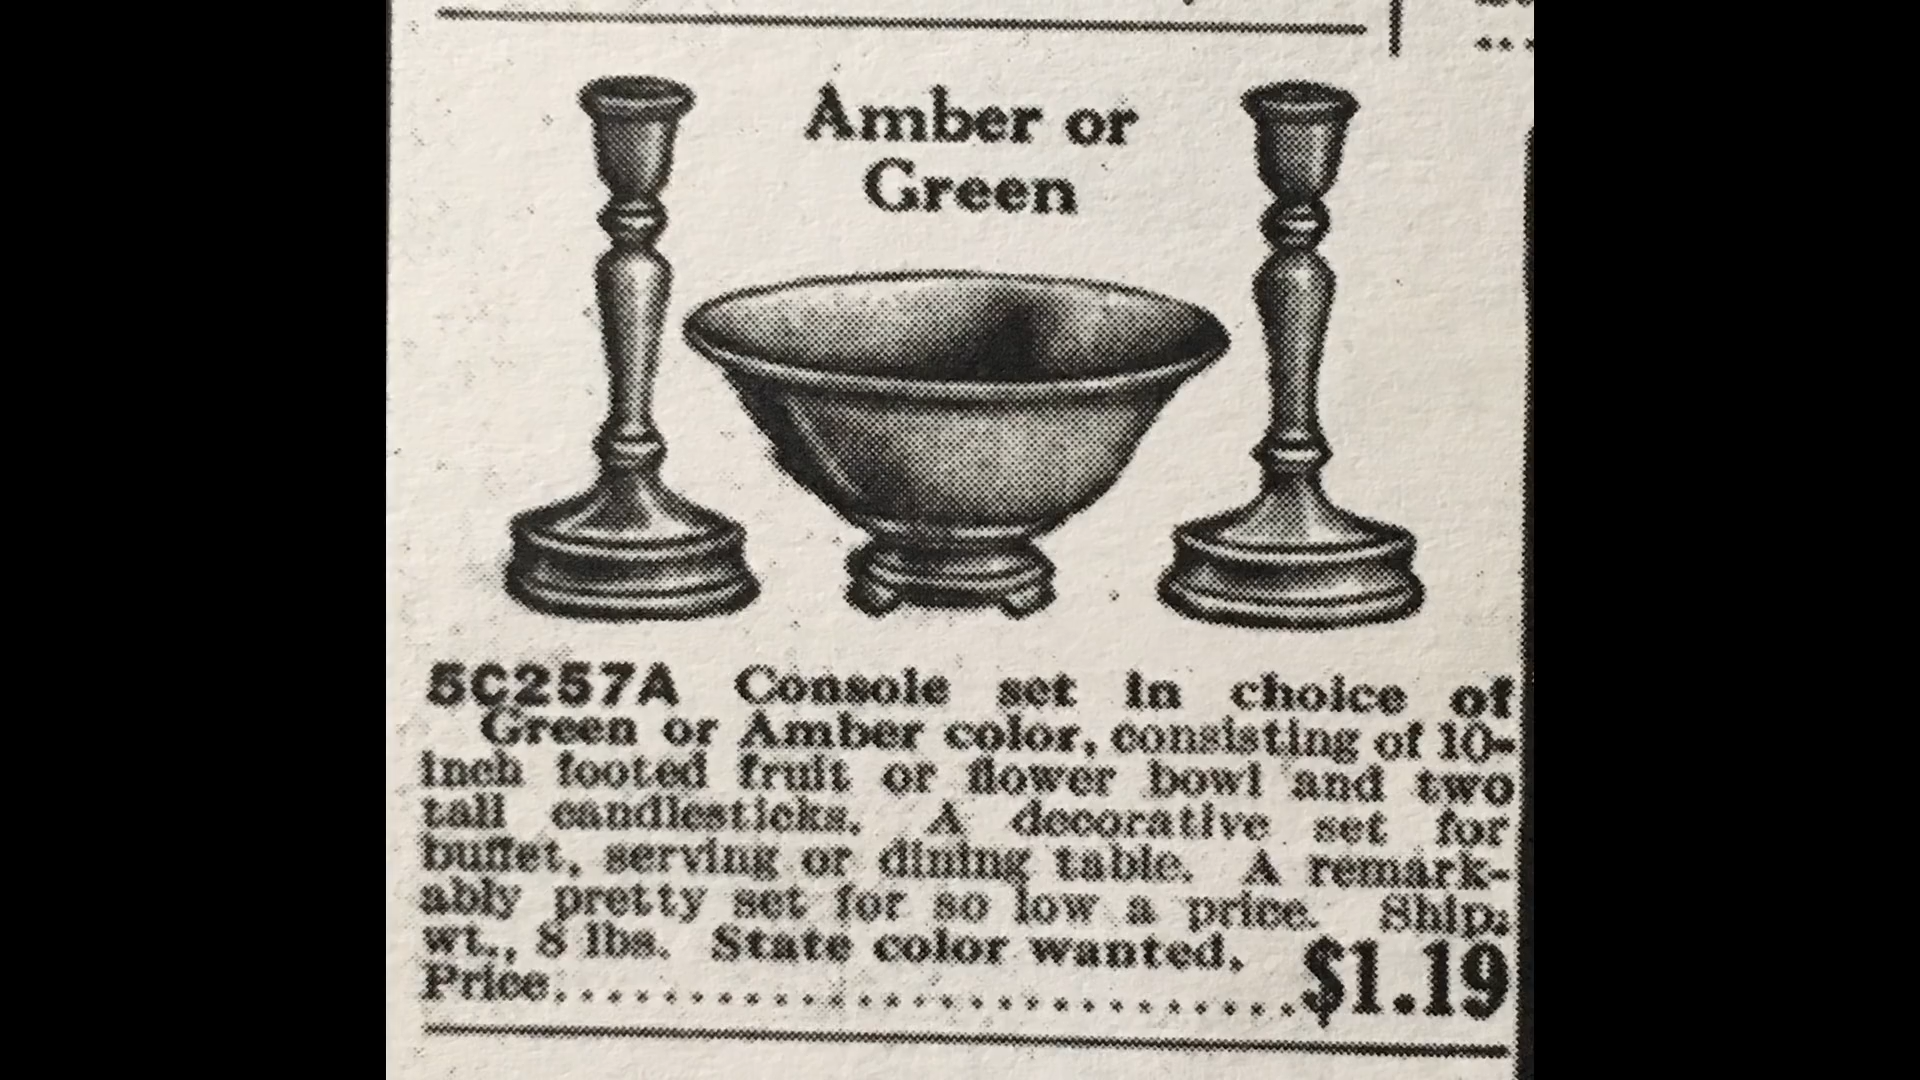 Amber or
Green
5C257A Console set in choice of
Green or Amber color, consisting of 10-
inch footed fruit or flower bowl and two
tall candlesticks. A decorative set for
buffet, serving or dining table. A remark-
ably pretty set for so low a price. Ship.
wt., 8 lbs. State color wanted.
Price..............................$1.19